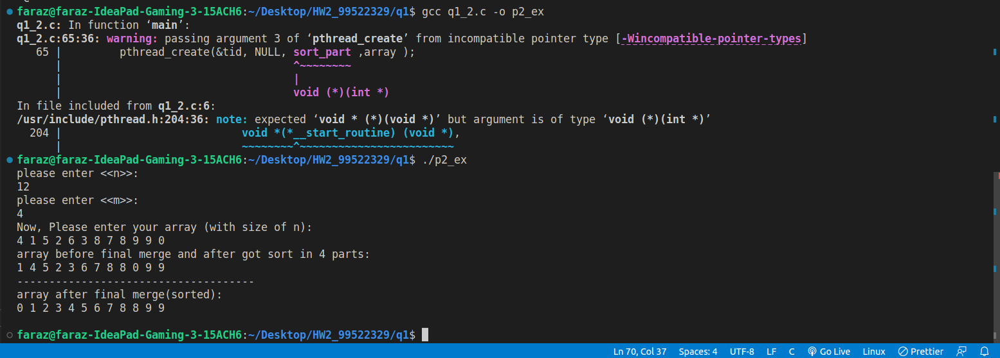 faraz@faraz-IdeaPad-Gaming-3-15ACH6:~/Desktop/HW2_99522329/q1$ gcc q1_2.c -o p2_ex
q1_2.c: In function ‘main’:
q1_2.c:65:36: warning: passing argument 3 of ‘pthread_create’ from incompatible pointer type [-Wincompatible-pointer-types]
   65 |         pthread_create(&tid, NULL, sort_part ,array );
      |                                    ^~~~~~~~~
      |                                    |
      |                                    void (*)(int *)
In file included from q1_2.c:6:
/usr/include/pthread.h:204:36: note: expected ‘void * (*)(void *)’ but argument is of type ‘void (*)(int *)’
  204 |                            void *(*__start_routine) (void *),
      |                            ~~~~~~~~^~~~~~~~~~~~~~~~~~~~~~~~~
faraz@faraz-IdeaPad-Gaming-3-15ACH6:~/Desktop/HW2_99522329/q1$ ./p2_ex
please enter <<n>>:
12
please enter <<m>>:
4
Now, Please enter your array (with size of n):
4 1 5 2 6 3 8 7 8 9 9 0
array before final merge and after got sort in 4 parts:
1 4 5 2 3 6 7 8 8 0 9 9
-------------------------------------
array after final merge(sorted):
0 1 2 3 4 5 6 7 8 8 9 9
faraz@faraz-IdeaPad-Gaming-3-15ACH6:~/Desktop/HW2_99522329/q1$
Ln 70, Col 37 Spaces: 4 UTF-8 LF C Go Live Linux Prettier